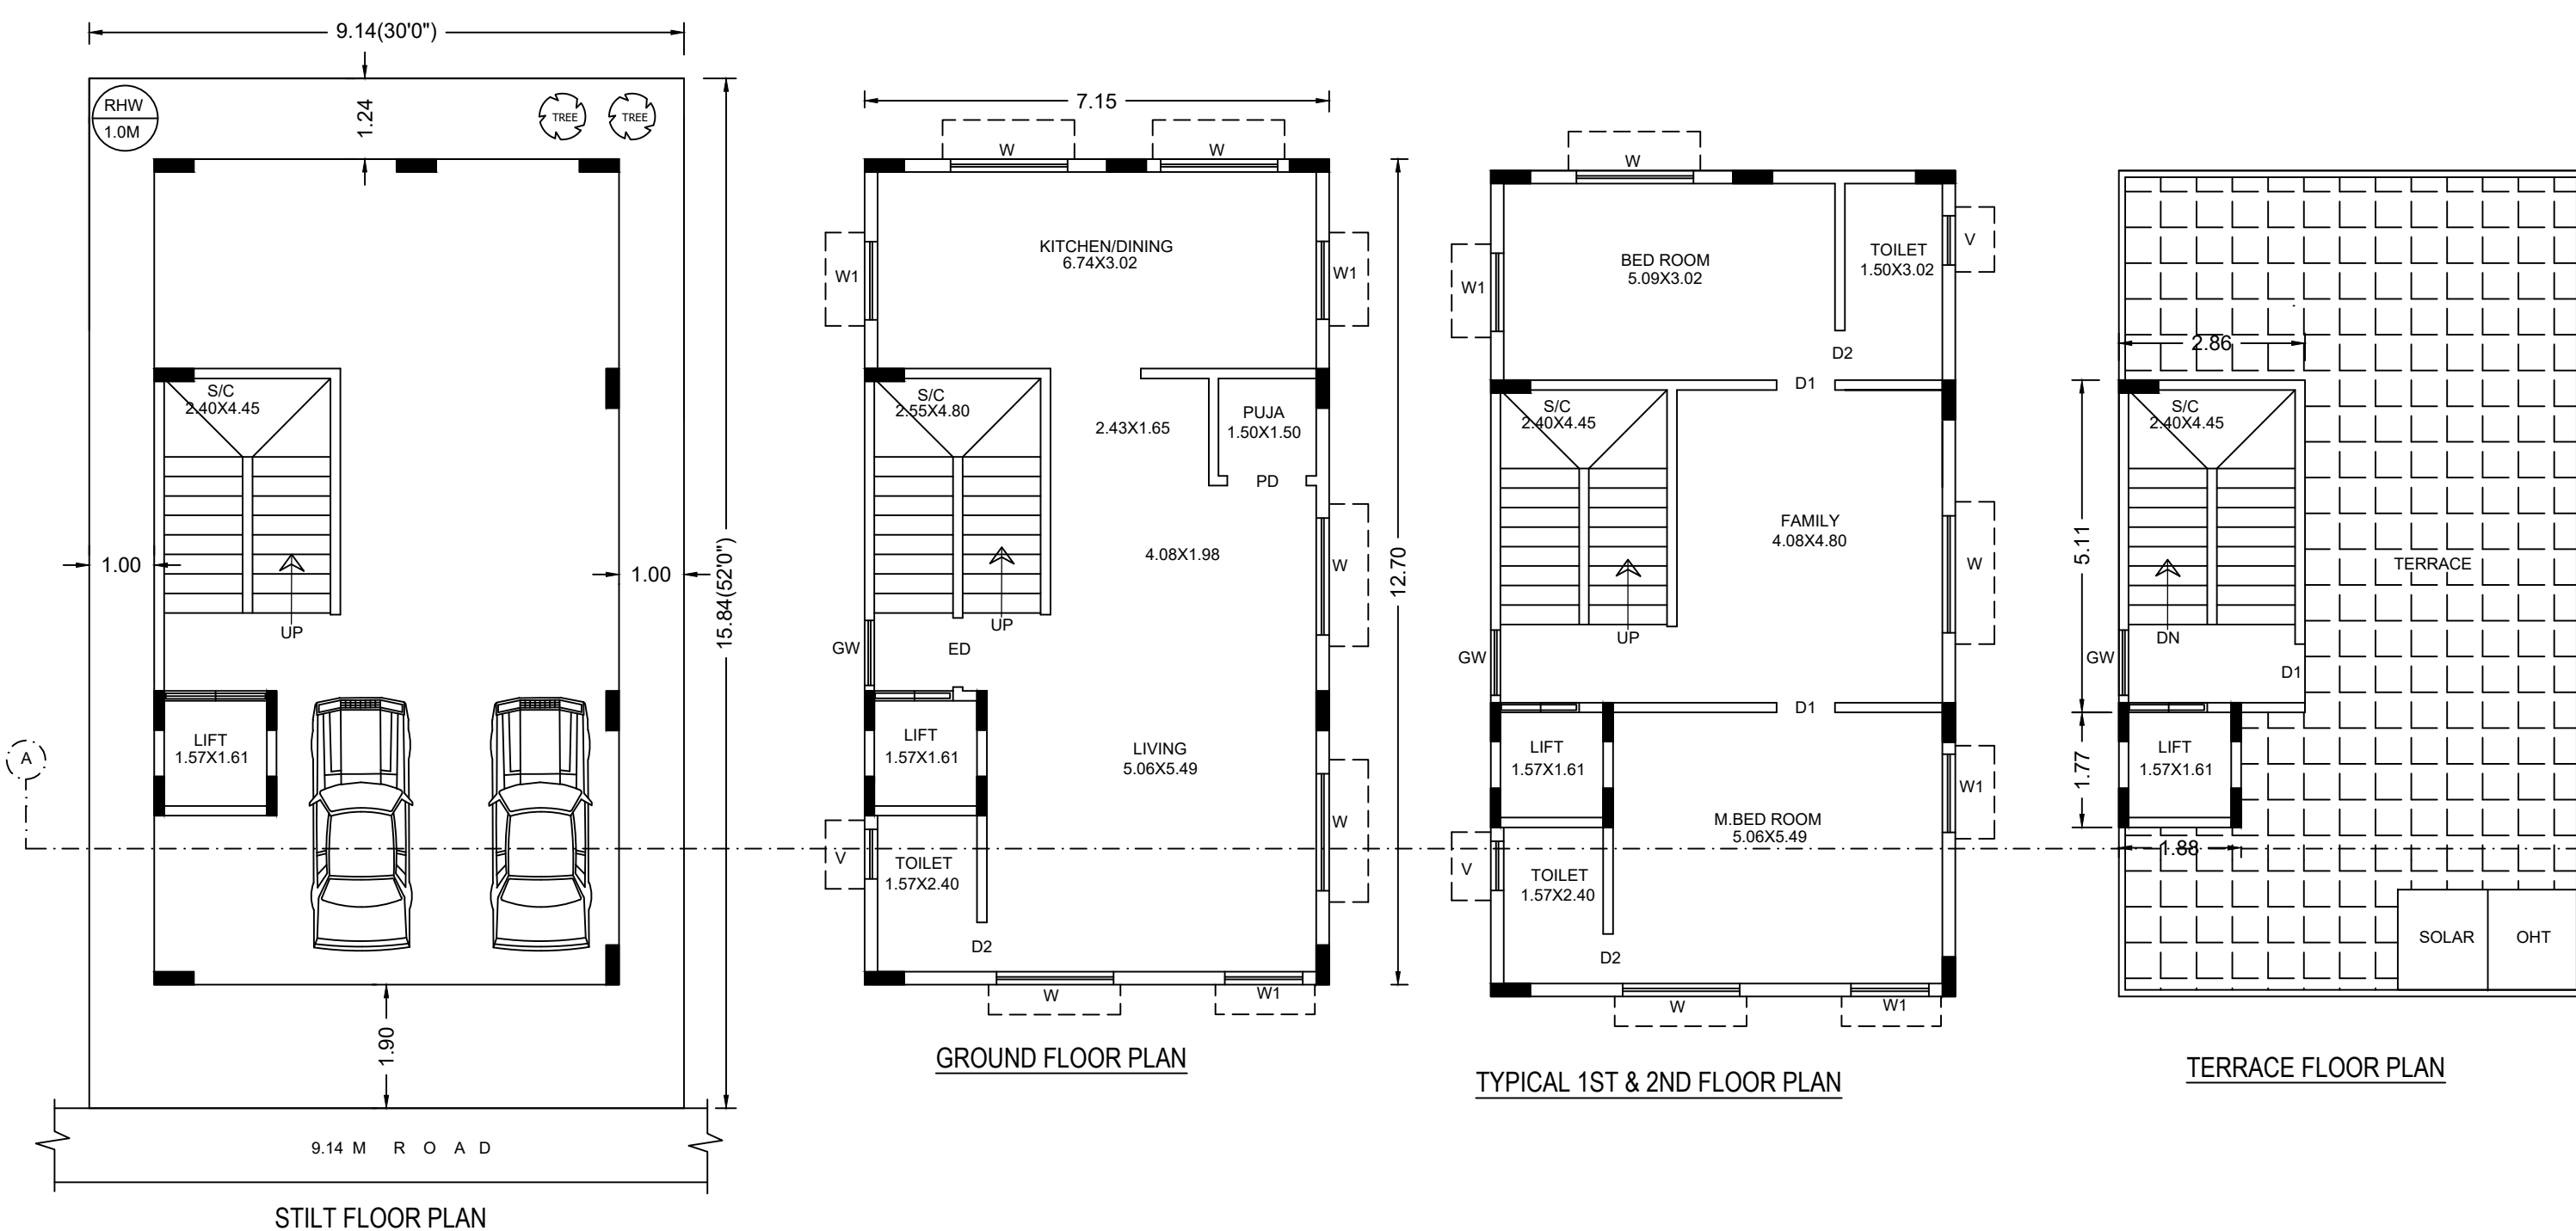 9.14(30'0")
RHW
1.0M
1.24
TREE
TREE
S/C
2.40X4.45
1.00
1.00
15.84(52'0")
UP
A
LIFT
1.57X1.61
1.90
9.14 M R O A D
STILT FLOOR PLAN
7.15
W
W
KITCHEN/DINING
6.74X3.02
W1
W1
S/C
2.55X4.80
2.43X1.65
PUJA
1.50X1.50
PD
4.08X1.98
W
12.70
UP
GW
ED
LIFT
1.57X1.61
LIVING
5.06X5.49
W
V
TOILET
1.57X2.40
D2
W
W1
GROUND FLOOR PLAN
W
BED ROOM
5.09X3.02
TOILET
1.50X3.02
V
W1
D2
D1
S/C
2.40X4.45
FAMILY
4.08X4.80
W
UP
GW
D1
LIFT
1.57X1.61
W1
M.BED ROOM
5.06X5.49
V
TOILET
1.57X2.40
D2
W
W1
TYPICAL 1ST & 2ND FLOOR PLAN
2.86
S/C
2.40X4.45
5.11
TERRACE
DN
GW
D1
LIFT
1.57X1.61
1.77
1.88
SOLAR
OHT
TERRACE FLOOR PLAN